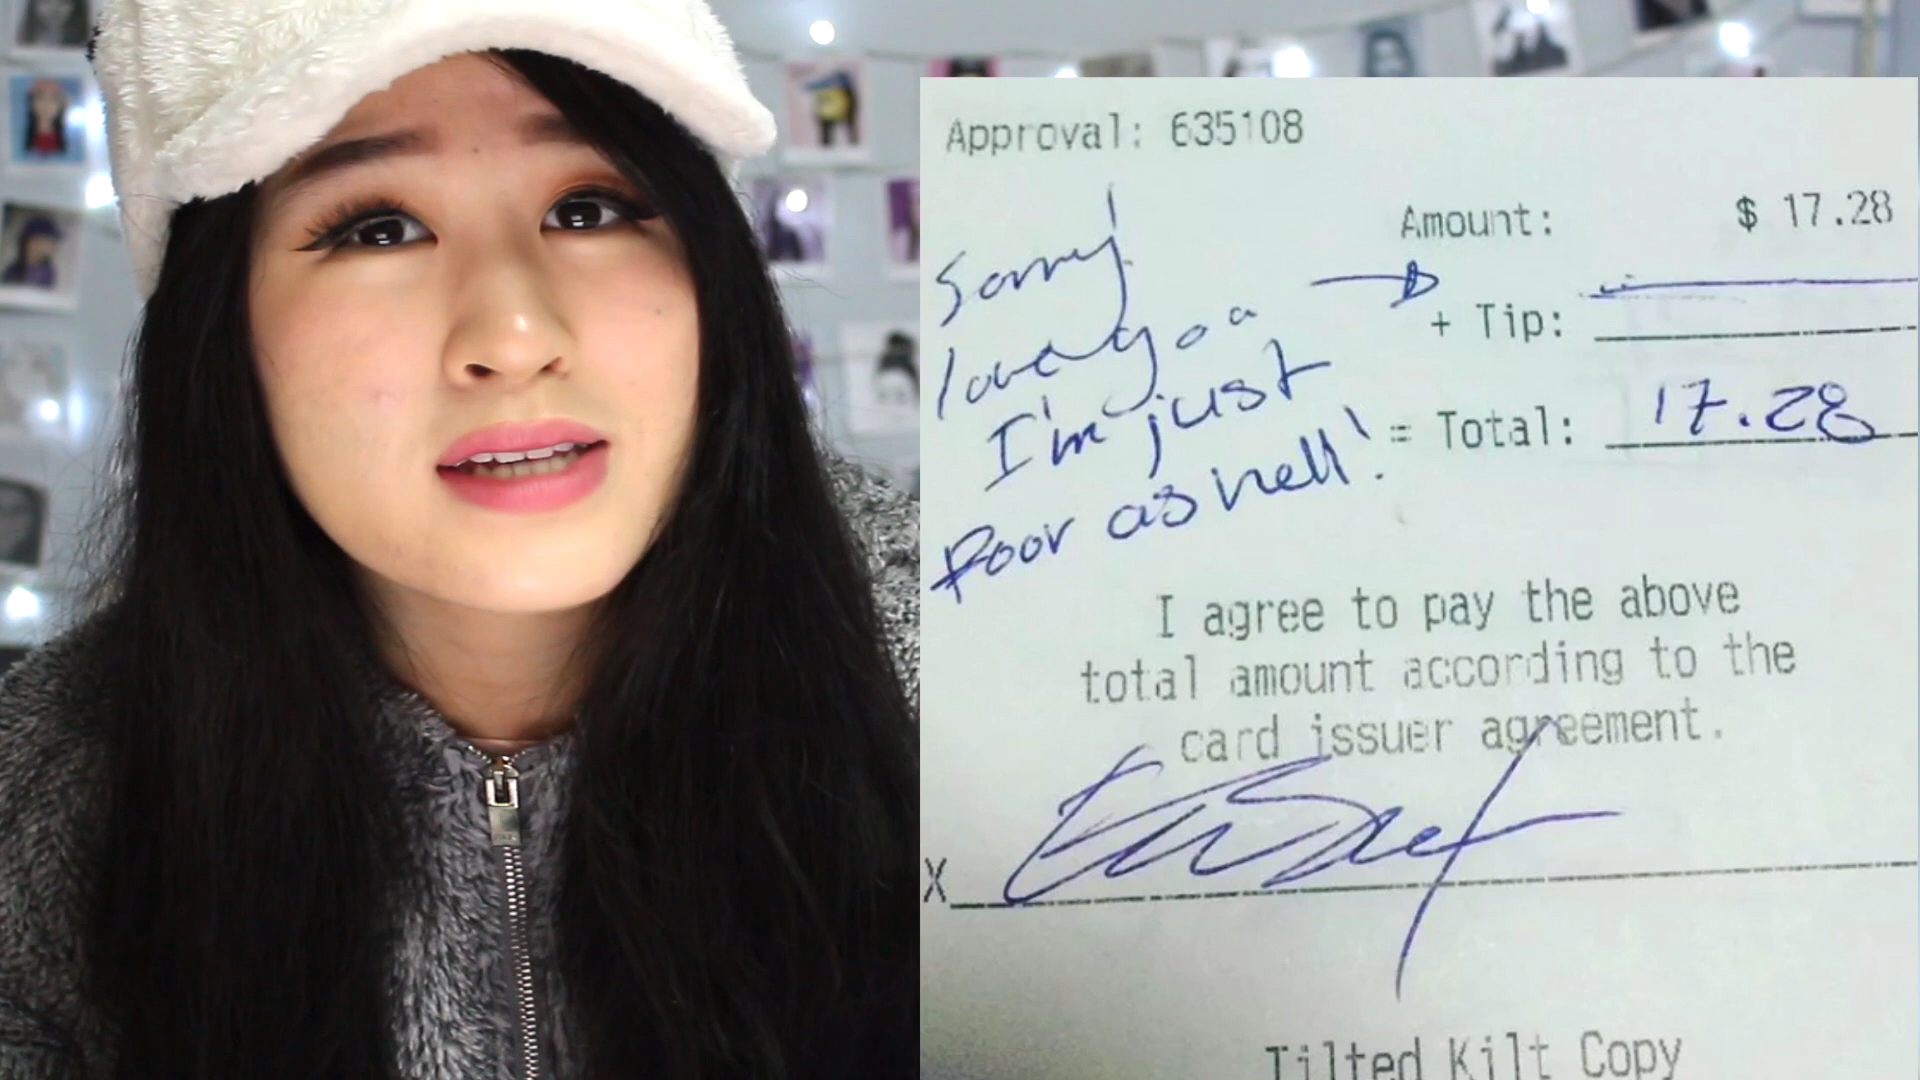 Approval: 635108
Amount: $ 17.28
+ Tip:
= Total: 17.28
Sorry!
love you
I'm just
Poor as hell!
I agree to pay the above
total amount according to the
card issuer agreement.
X
Tilted Kilt Copy